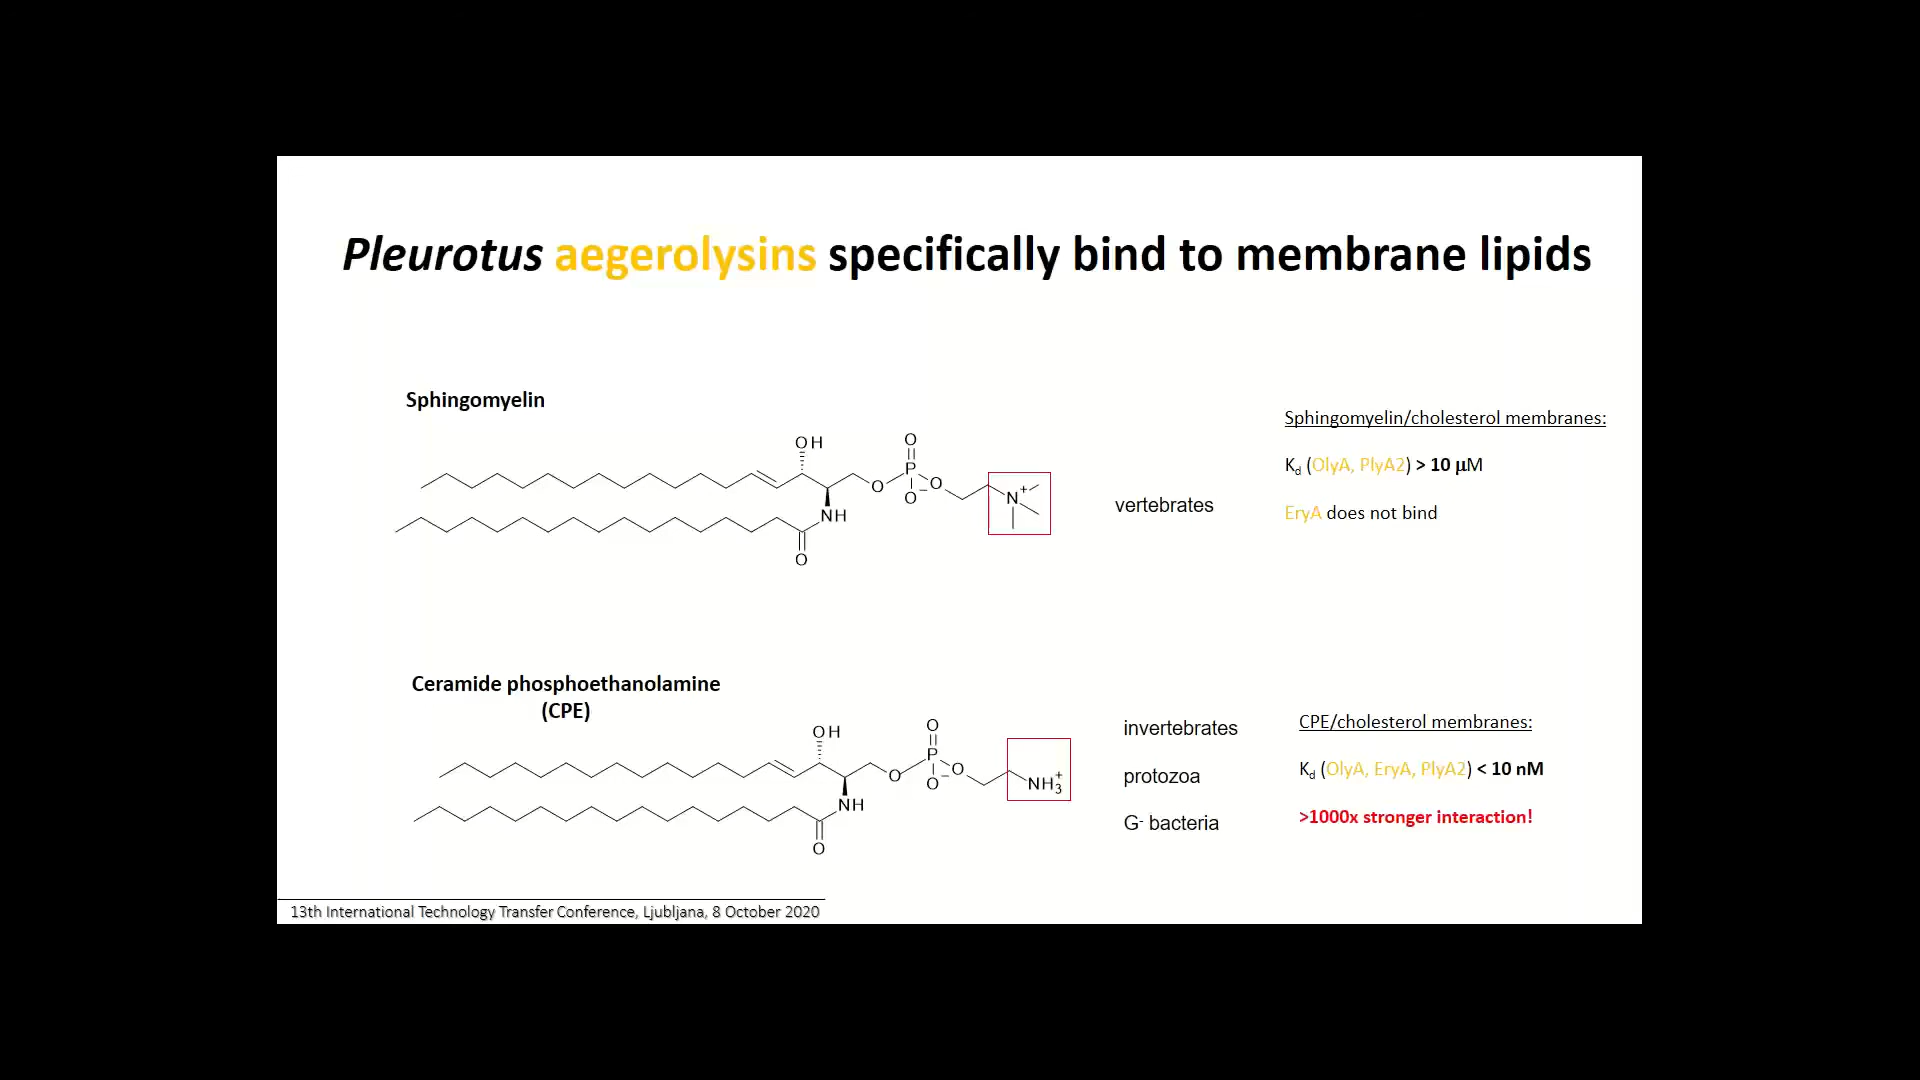 Pleurotus aegerolysins specifically bind to membrane lipids
Sphingomyelin
OH
O
P
O
O
O⁻
N⁺
NH
O
vertebrates
Sphingomyelin/cholesterol membranes:
Kd (OlyA, PlyA2) > 10 μM
EryA does not bind
Ceramide phosphoethanolamine
(CPE)
OH
O
P
O
O
O⁻
NH₃⁺
NH
O
invertebrates
protozoa
G⁻ bacteria
CPE/cholesterol membranes:
Kd (OlyA, EryA, PlyA2) < 10 nM
>1000x stronger interaction!
13th International Technology Transfer Conference, Ljubljana, 8 October 2020